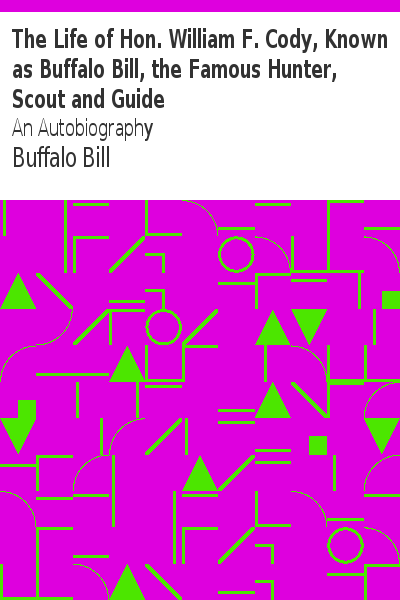 The Life of Hon. William F. Cody, Known
as Buffalo Bill, the Famous Hunter,
Scout and Guide
An Autobiography
Buffalo Bill